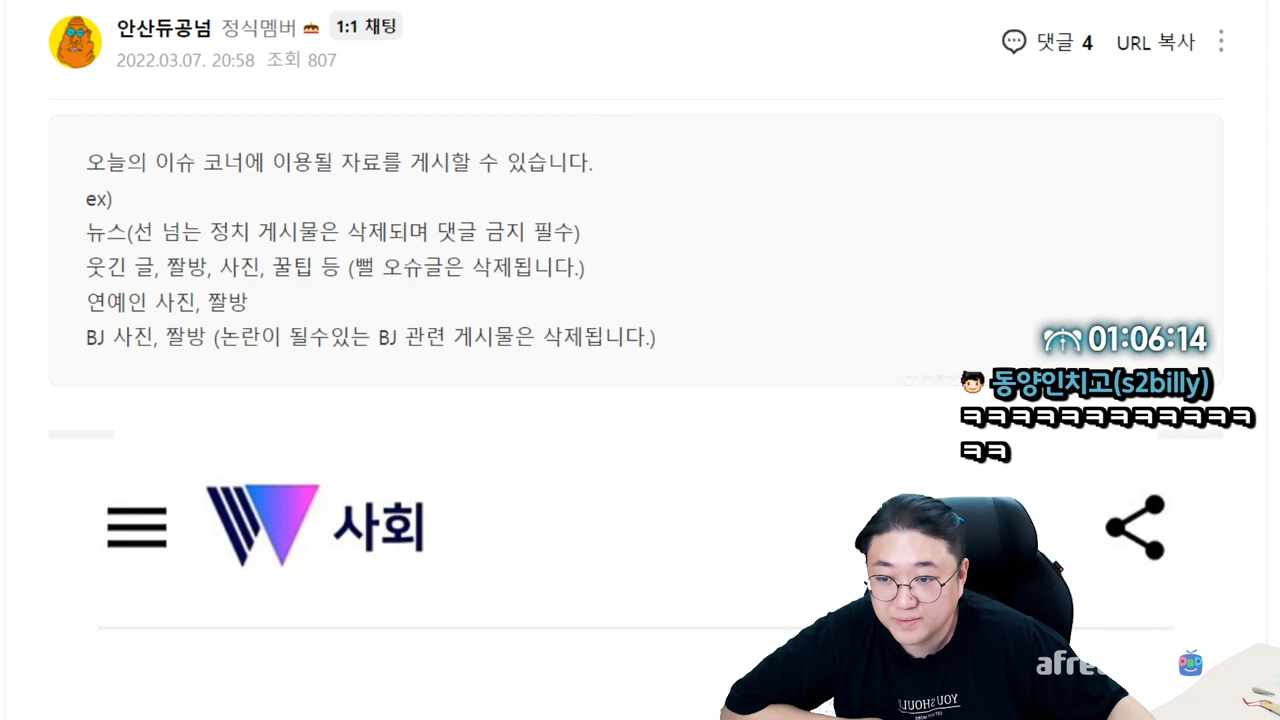 안산듀공넘 정식멤버 1:1 채팅
2022.03.07. 20:58 조회 807
댓글 4 URL 복사
오늘의 이슈 코너에 이용될 자료를 게시할 수 있습니다.
ex)
뉴스(선 넘는 정치 게시물은 삭제되며 댓글 금지 필수)
웃긴 글, 짤방, 사진, 꿀팁 등 (뻘 오슈글은 삭제됩니다.)
연예인 사진, 짤방
BJ 사진, 짤방 (논란이 될수있는 BJ 관련 게시물은 삭제됩니다.)
01:06:14
동양인치고(s2billy)
ㅋㅋㅋㅋㅋㅋㅋㅋㅋㅋㅋㅋ
ㅋㅋ
사회
afre
YOU SHOULD